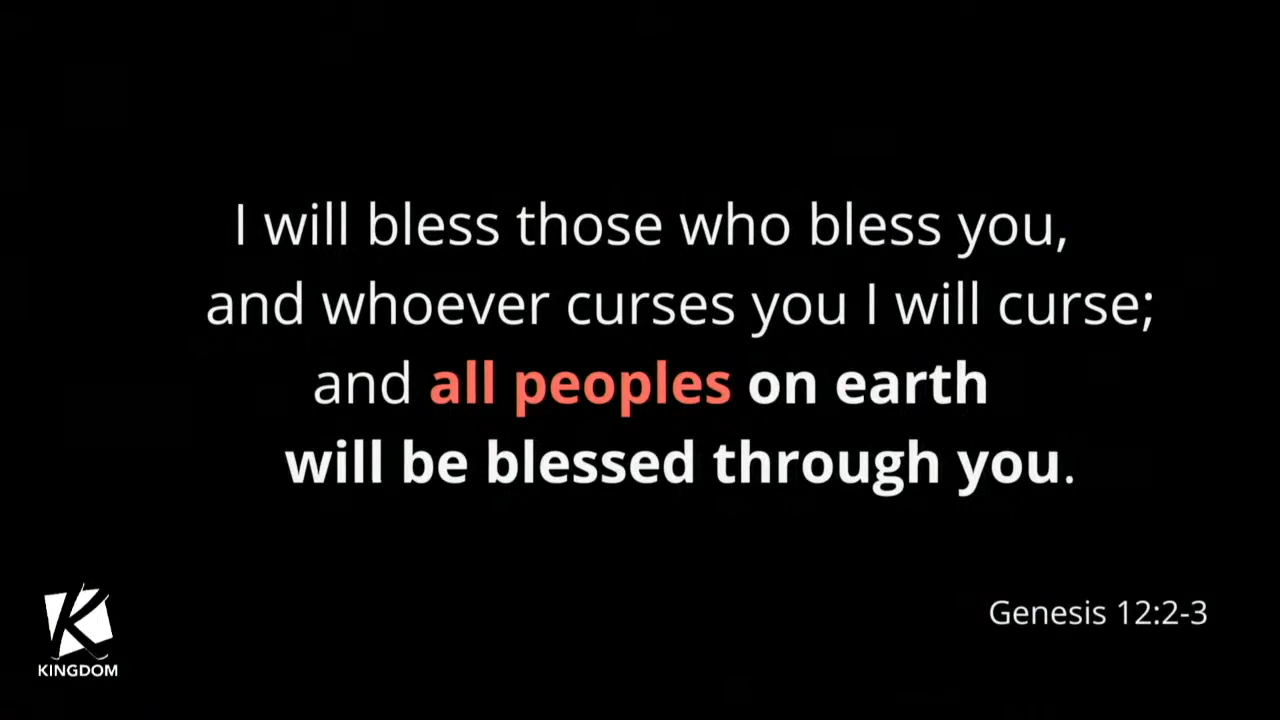 I will bless those who bless you,
and whoever curses you I will curse;
and all peoples on earth
will be blessed through you.
Genesis 12:2-3
K
KINGDOM